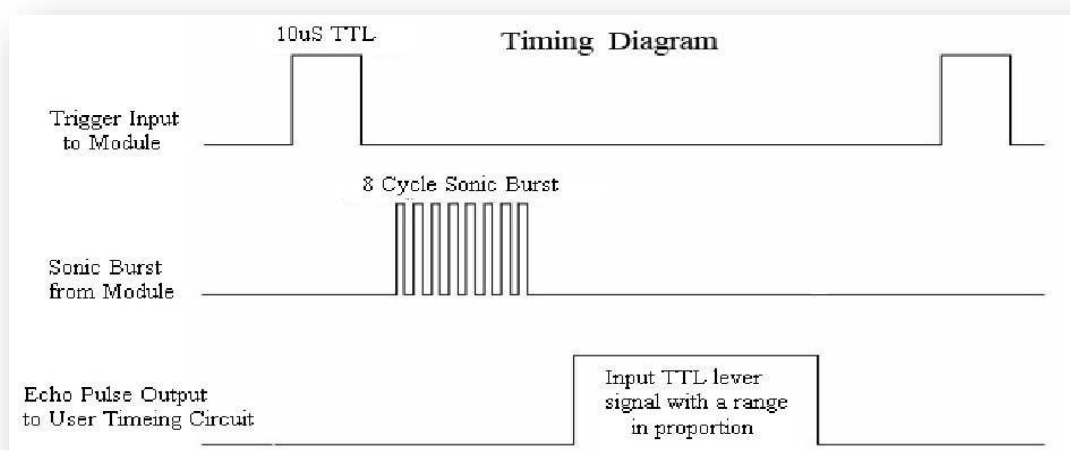 10uS TTL
Timing Diagram
Trigger Input
to Module
8 Cycle Sonic Burst
Sonic Burst
from Module
Echo Pulse Output
to User Timeing Circuit
Input TTL lever
signal with a range
in proportion